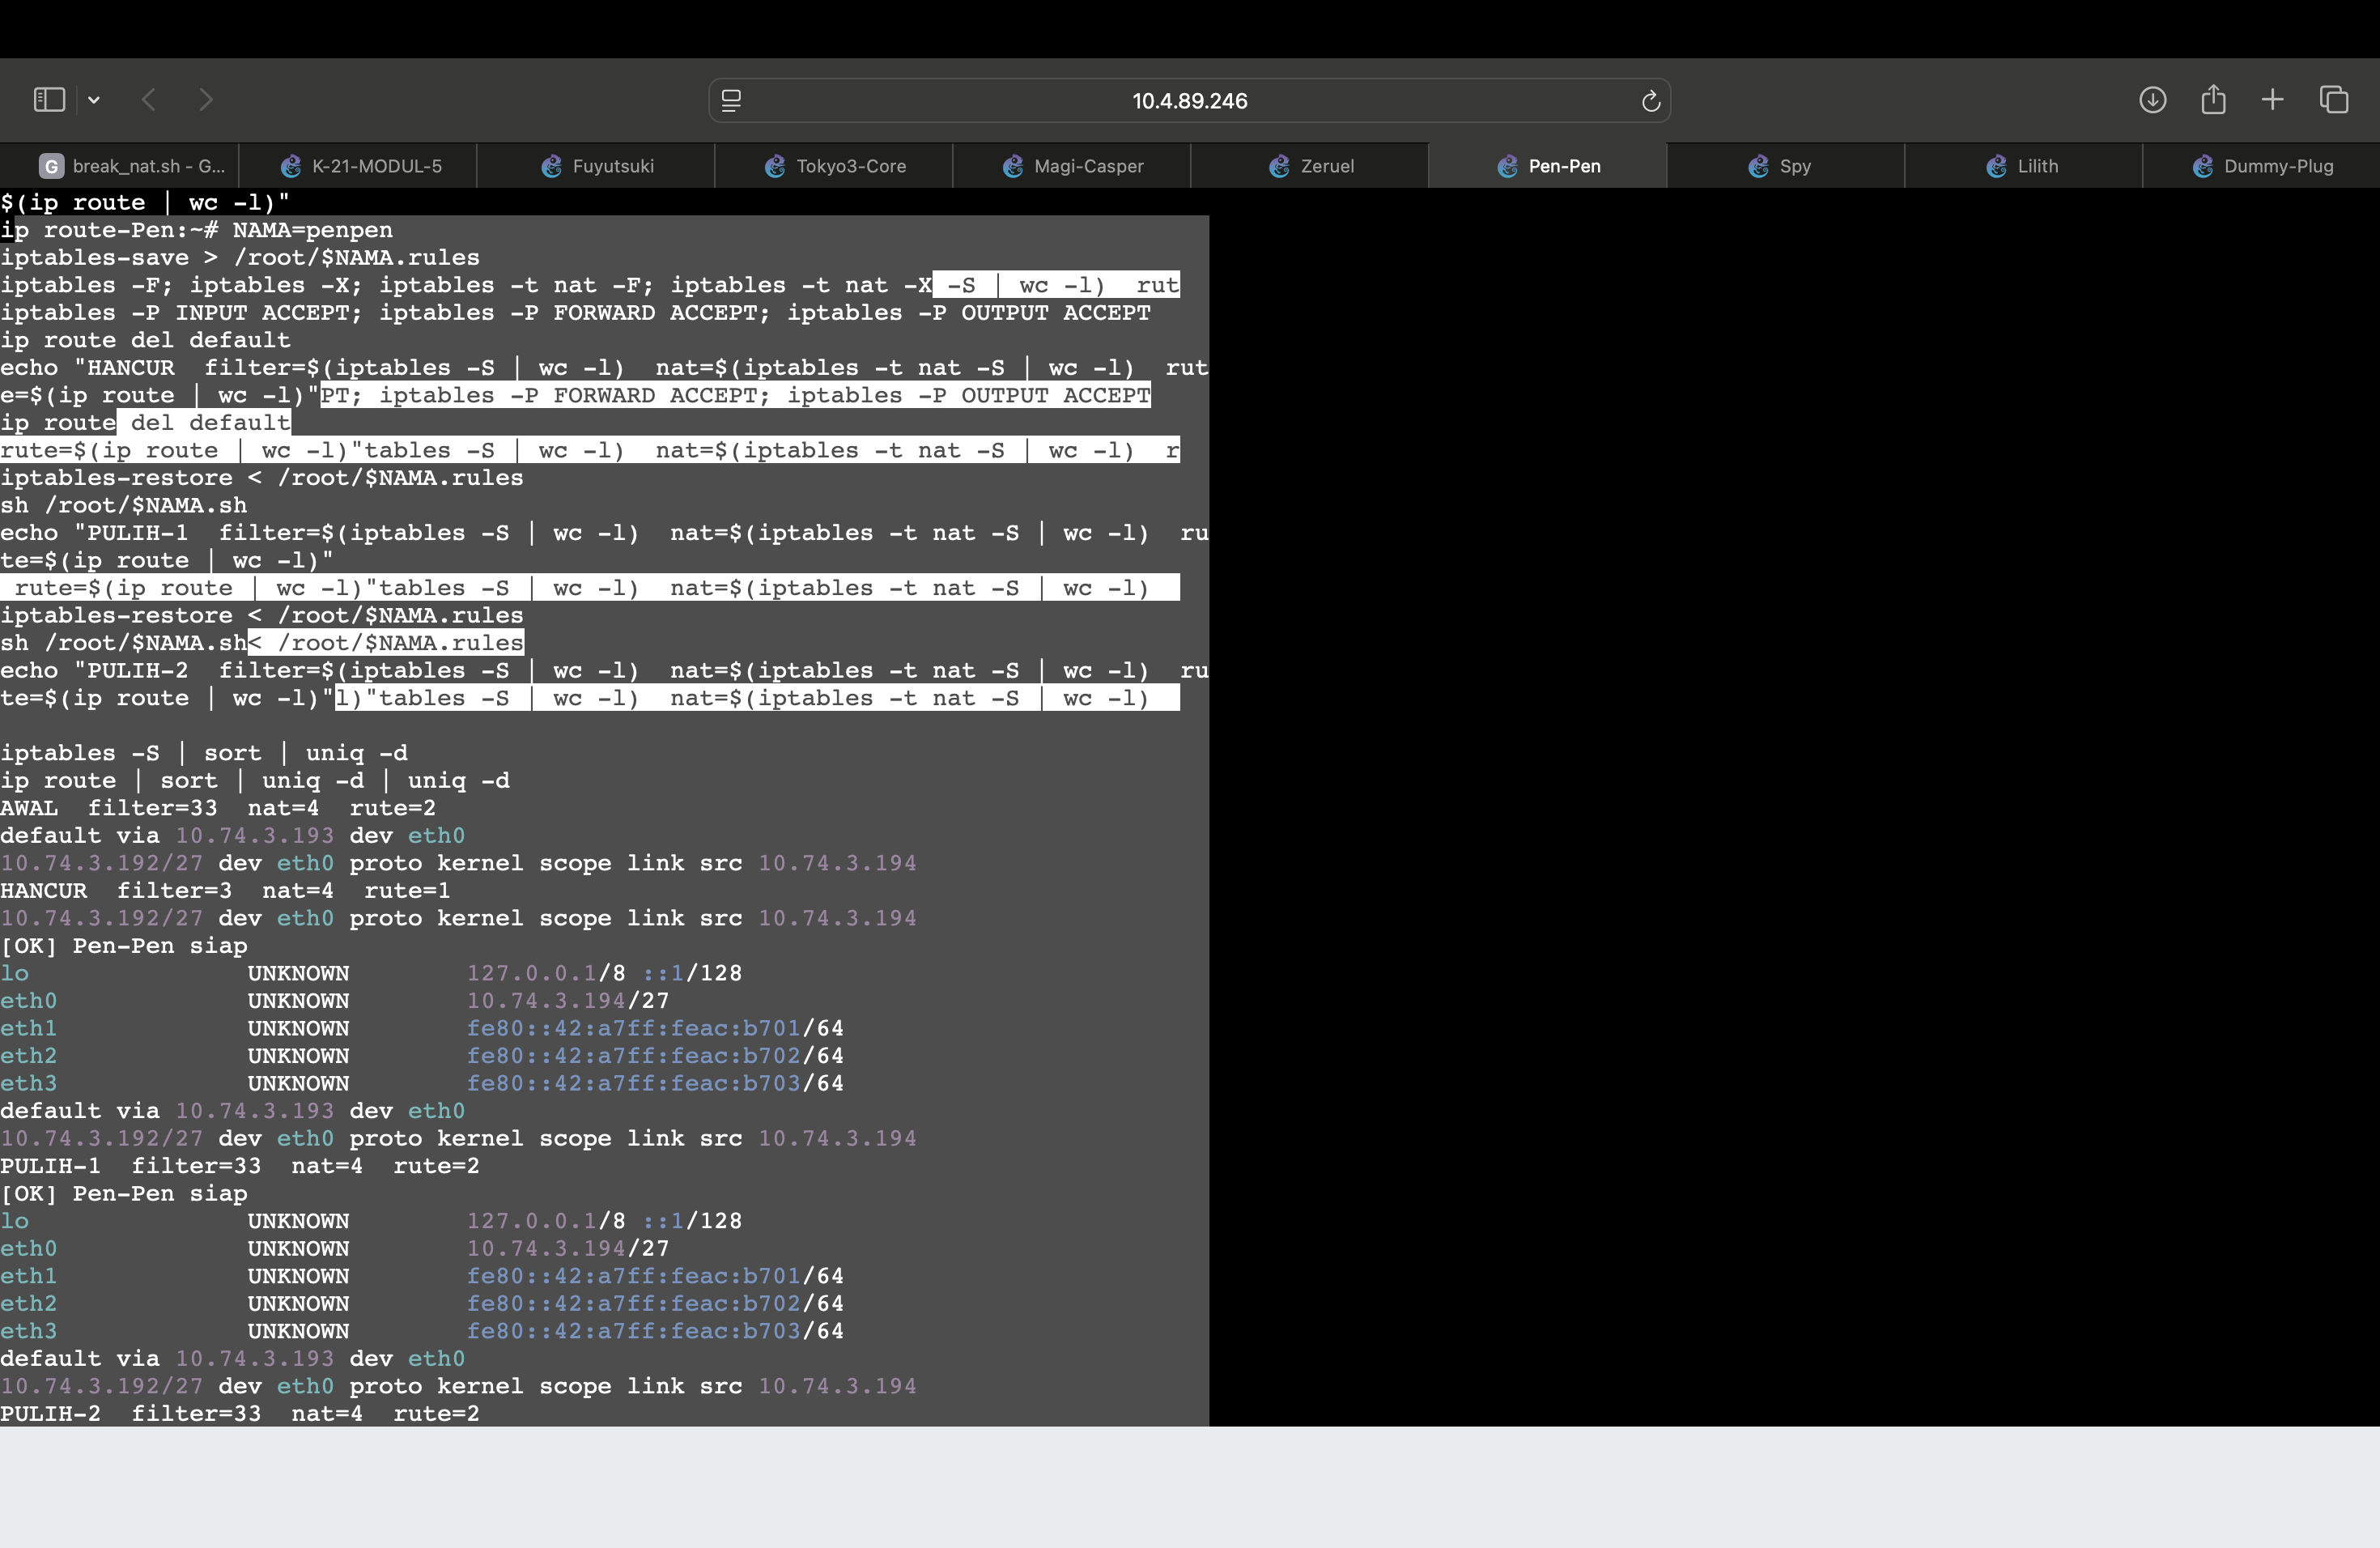 10.4.89.246
G break_nat.sh - G... K-21-MODUL-5 Fuyutsuki Tokyo3-Core Magi-Casper Zeruel Pen-Pen Spy Lilith Dummy-Plug
$(ip route | wc -l)"
ip route-Pen:~# NAMA=penpen
iptables-save > /root/$NAMA.rules
iptables -F; iptables -X; iptables -t nat -F; iptables -t nat -X -S | wc -l)  rut
iptables -P INPUT ACCEPT; iptables -P FORWARD ACCEPT; iptables -P OUTPUT ACCEPT
ip route del default
echo "HANCUR  filter=$(iptables -S | wc -l)  nat=$(iptables -t nat -S | wc -l)  rut
e=$(ip route | wc -l)"PT; iptables -P FORWARD ACCEPT; iptables -P OUTPUT ACCEPT
ip route del default
rute=$(ip route | wc -l)"tables -S | wc -l)  nat=$(iptables -t nat -S | wc -l)  r
iptables-restore < /root/$NAMA.rules
sh /root/$NAMA.sh
echo "PULIH-1  filter=$(iptables -S | wc -l)  nat=$(iptables -t nat -S | wc -l)  ru
te=$(ip route | wc -l)"
 rute=$(ip route | wc -l)"tables -S | wc -l)  nat=$(iptables -t nat -S | wc -l)
iptables-restore < /root/$NAMA.rules
sh /root/$NAMA.sh< /root/$NAMA.rules
echo "PULIH-2  filter=$(iptables -S | wc -l)  nat=$(iptables -t nat -S | wc -l)  ru
te=$(ip route | wc -l)"l)"tables -S | wc -l)  nat=$(iptables -t nat -S | wc -l)
iptables -S | sort | uniq -d
ip route | sort | uniq -d | uniq -d
AWAL  filter=33  nat=4  rute=2
default via 10.74.3.193 dev eth0
10.74.3.192/27 dev eth0 proto kernel scope link src 10.74.3.194
HANCUR  filter=3  nat=4  rute=1
10.74.3.192/27 dev eth0 proto kernel scope link src 10.74.3.194
[OK] Pen-Pen siap
lo               UNKNOWN        127.0.0.1/8 ::1/128
eth0             UNKNOWN        10.74.3.194/27
eth1             UNKNOWN        fe80::42:a7ff:feac:b701/64
eth2             UNKNOWN        fe80::42:a7ff:feac:b702/64
eth3             UNKNOWN        fe80::42:a7ff:feac:b703/64
default via 10.74.3.193 dev eth0
10.74.3.192/27 dev eth0 proto kernel scope link src 10.74.3.194
PULIH-1  filter=33  nat=4  rute=2
[OK] Pen-Pen siap
lo               UNKNOWN        127.0.0.1/8 ::1/128
eth0             UNKNOWN        10.74.3.194/27
eth1             UNKNOWN        fe80::42:a7ff:feac:b701/64
eth2             UNKNOWN        fe80::42:a7ff:feac:b702/64
eth3             UNKNOWN        fe80::42:a7ff:feac:b703/64
default via 10.74.3.193 dev eth0
10.74.3.192/27 dev eth0 proto kernel scope link src 10.74.3.194
PULIH-2  filter=33  nat=4  rute=2